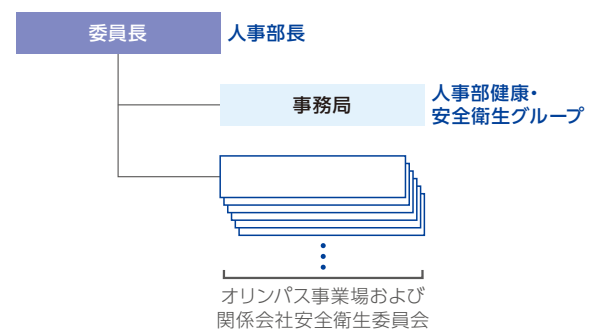 委員長
人事部長
事務局
人事部健康・
安全衛生グループ
オリンパス事業場および
関係会社安全衛生委員会